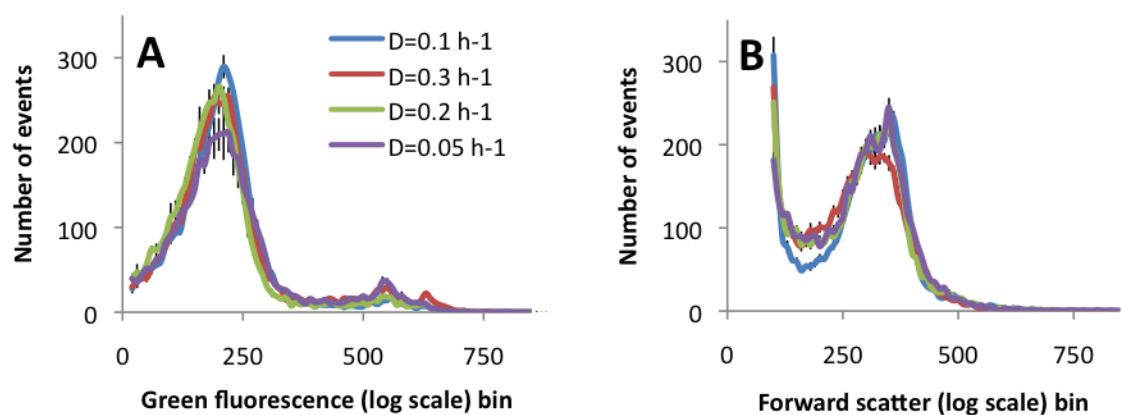 A
Number of events
300
200
100
0
0 250 500 750
Green fluorescence (log scale) bin
D=0.1 h-1
D=0.3 h-1
D=0.2 h-1
D=0.05 h-1
B
Number of events
300
200
100
0
0 250 500 750
Forward scatter (log scale) bin